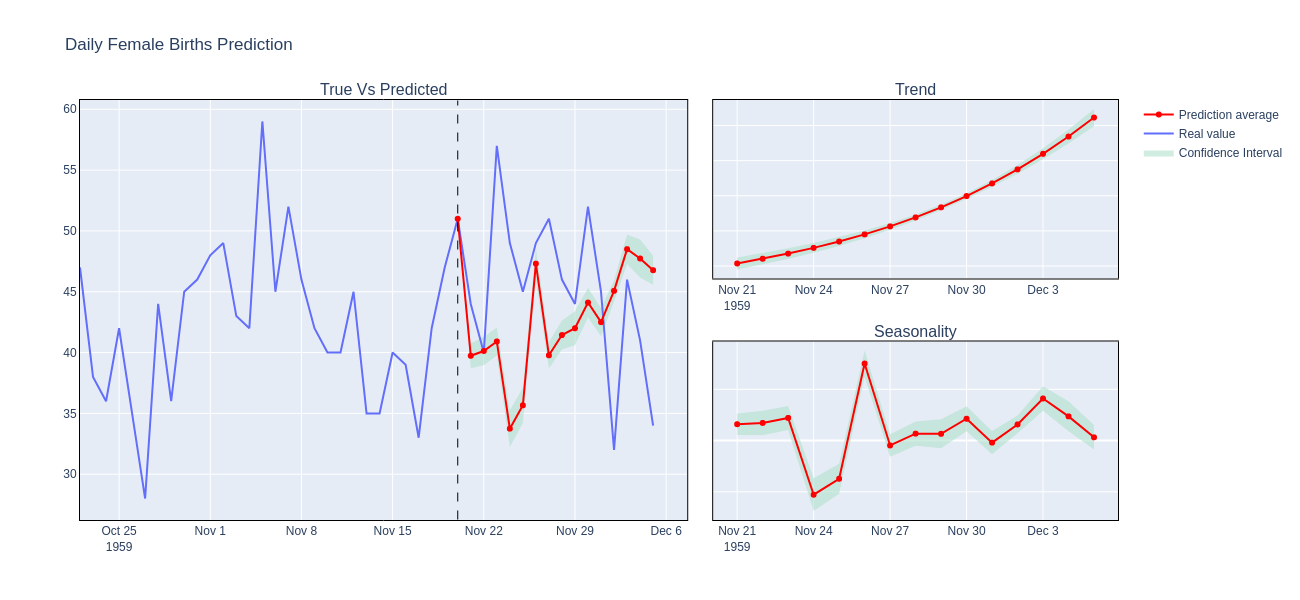 Daily Female Births Prediction
True Vs Predicted
60
55
50
45
40
35
30
Oct 25
1959
Nov 1
Nov 8
Nov 15
Nov 22
Nov 29
Dec 6
Trend
Nov 21
1959
Nov 24
Nov 27
Nov 30
Dec 3
Seasonality
Nov 21
1959
Nov 24
Nov 27
Nov 30
Dec 3
Prediction average
Real value
Confidence Interval